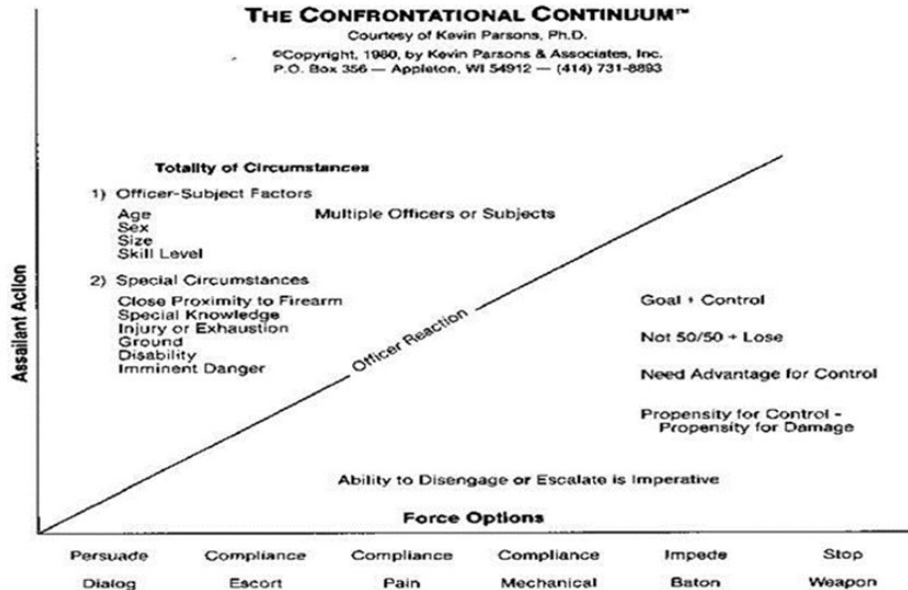 THE CONFRONTATIONAL CONTINUUM™
Courtesy of Kevin Parsons, Ph.D.
©Copyright, 1980, by Kevin Parsons & Associates, Inc.
P.O. Box 356 — Appleton, WI 54912 — (414) 731-8893
Totality of Circumstances
1) Officer-Subject Factors
Age
Multiple Officers or Subjects
Sex
Size
Skill Level
2) Special Circumstances
Close Proximity to Firearm
Special Knowledge
Injury or Exhaustion
Ground
Disability
Imminent Danger
Assailant Action
Officer Reaction
Goal + Control
Not 50/50 + Lose
Need Advantage for Control
Propensity for Control -
Propensity for Damage
Ability to Disengage or Escalate is Imperative
Force Options
Persuade Compliance Compliance Compliance Impede Stop
Dialog Escort Pain Mechanical Baton Weapon